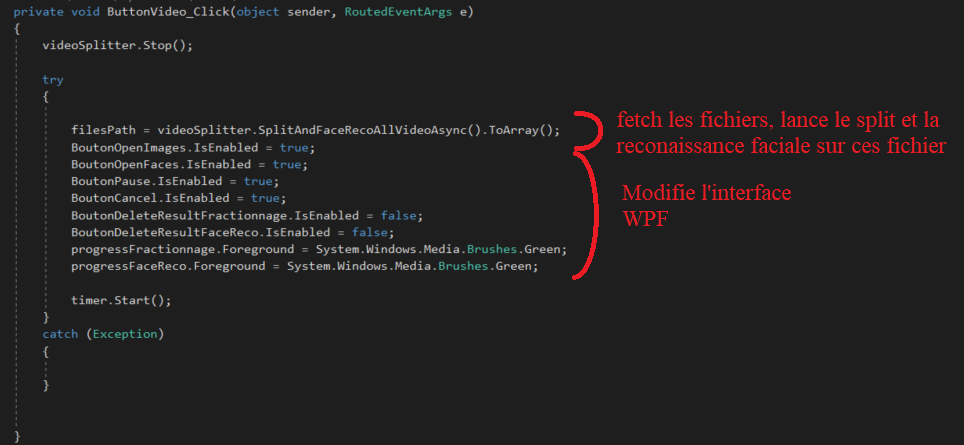 private void ButtonVideo_Click(object sender, RoutedEventArgs e)
{
videoSplitter.Stop();
try
{
filesPath = videoSplitter.SplitAndFaceRecoAllVideoAsync().ToArray();
fetch les fichiers, lance le split et la
reconaissance faciale sur ces fichier
BoutonOpenImages.IsEnabled = true;
BoutonOpenFaces.IsEnabled = true;
BoutonPause.IsEnabled = true;
BoutonCancel.IsEnabled = true;
BoutonDeleteResultFractionnage.IsEnabled = false;
BoutonDeleteResultFaceReco.IsEnabled = false;
progressFractionnage.Foreground = System.Windows.Media.Brushes.Green;
progressFaceReco.Foreground = System.Windows.Media.Brushes.Green;
Modifie l'interface
WPF
timer.Start();
}
catch (Exception)
{
}
}